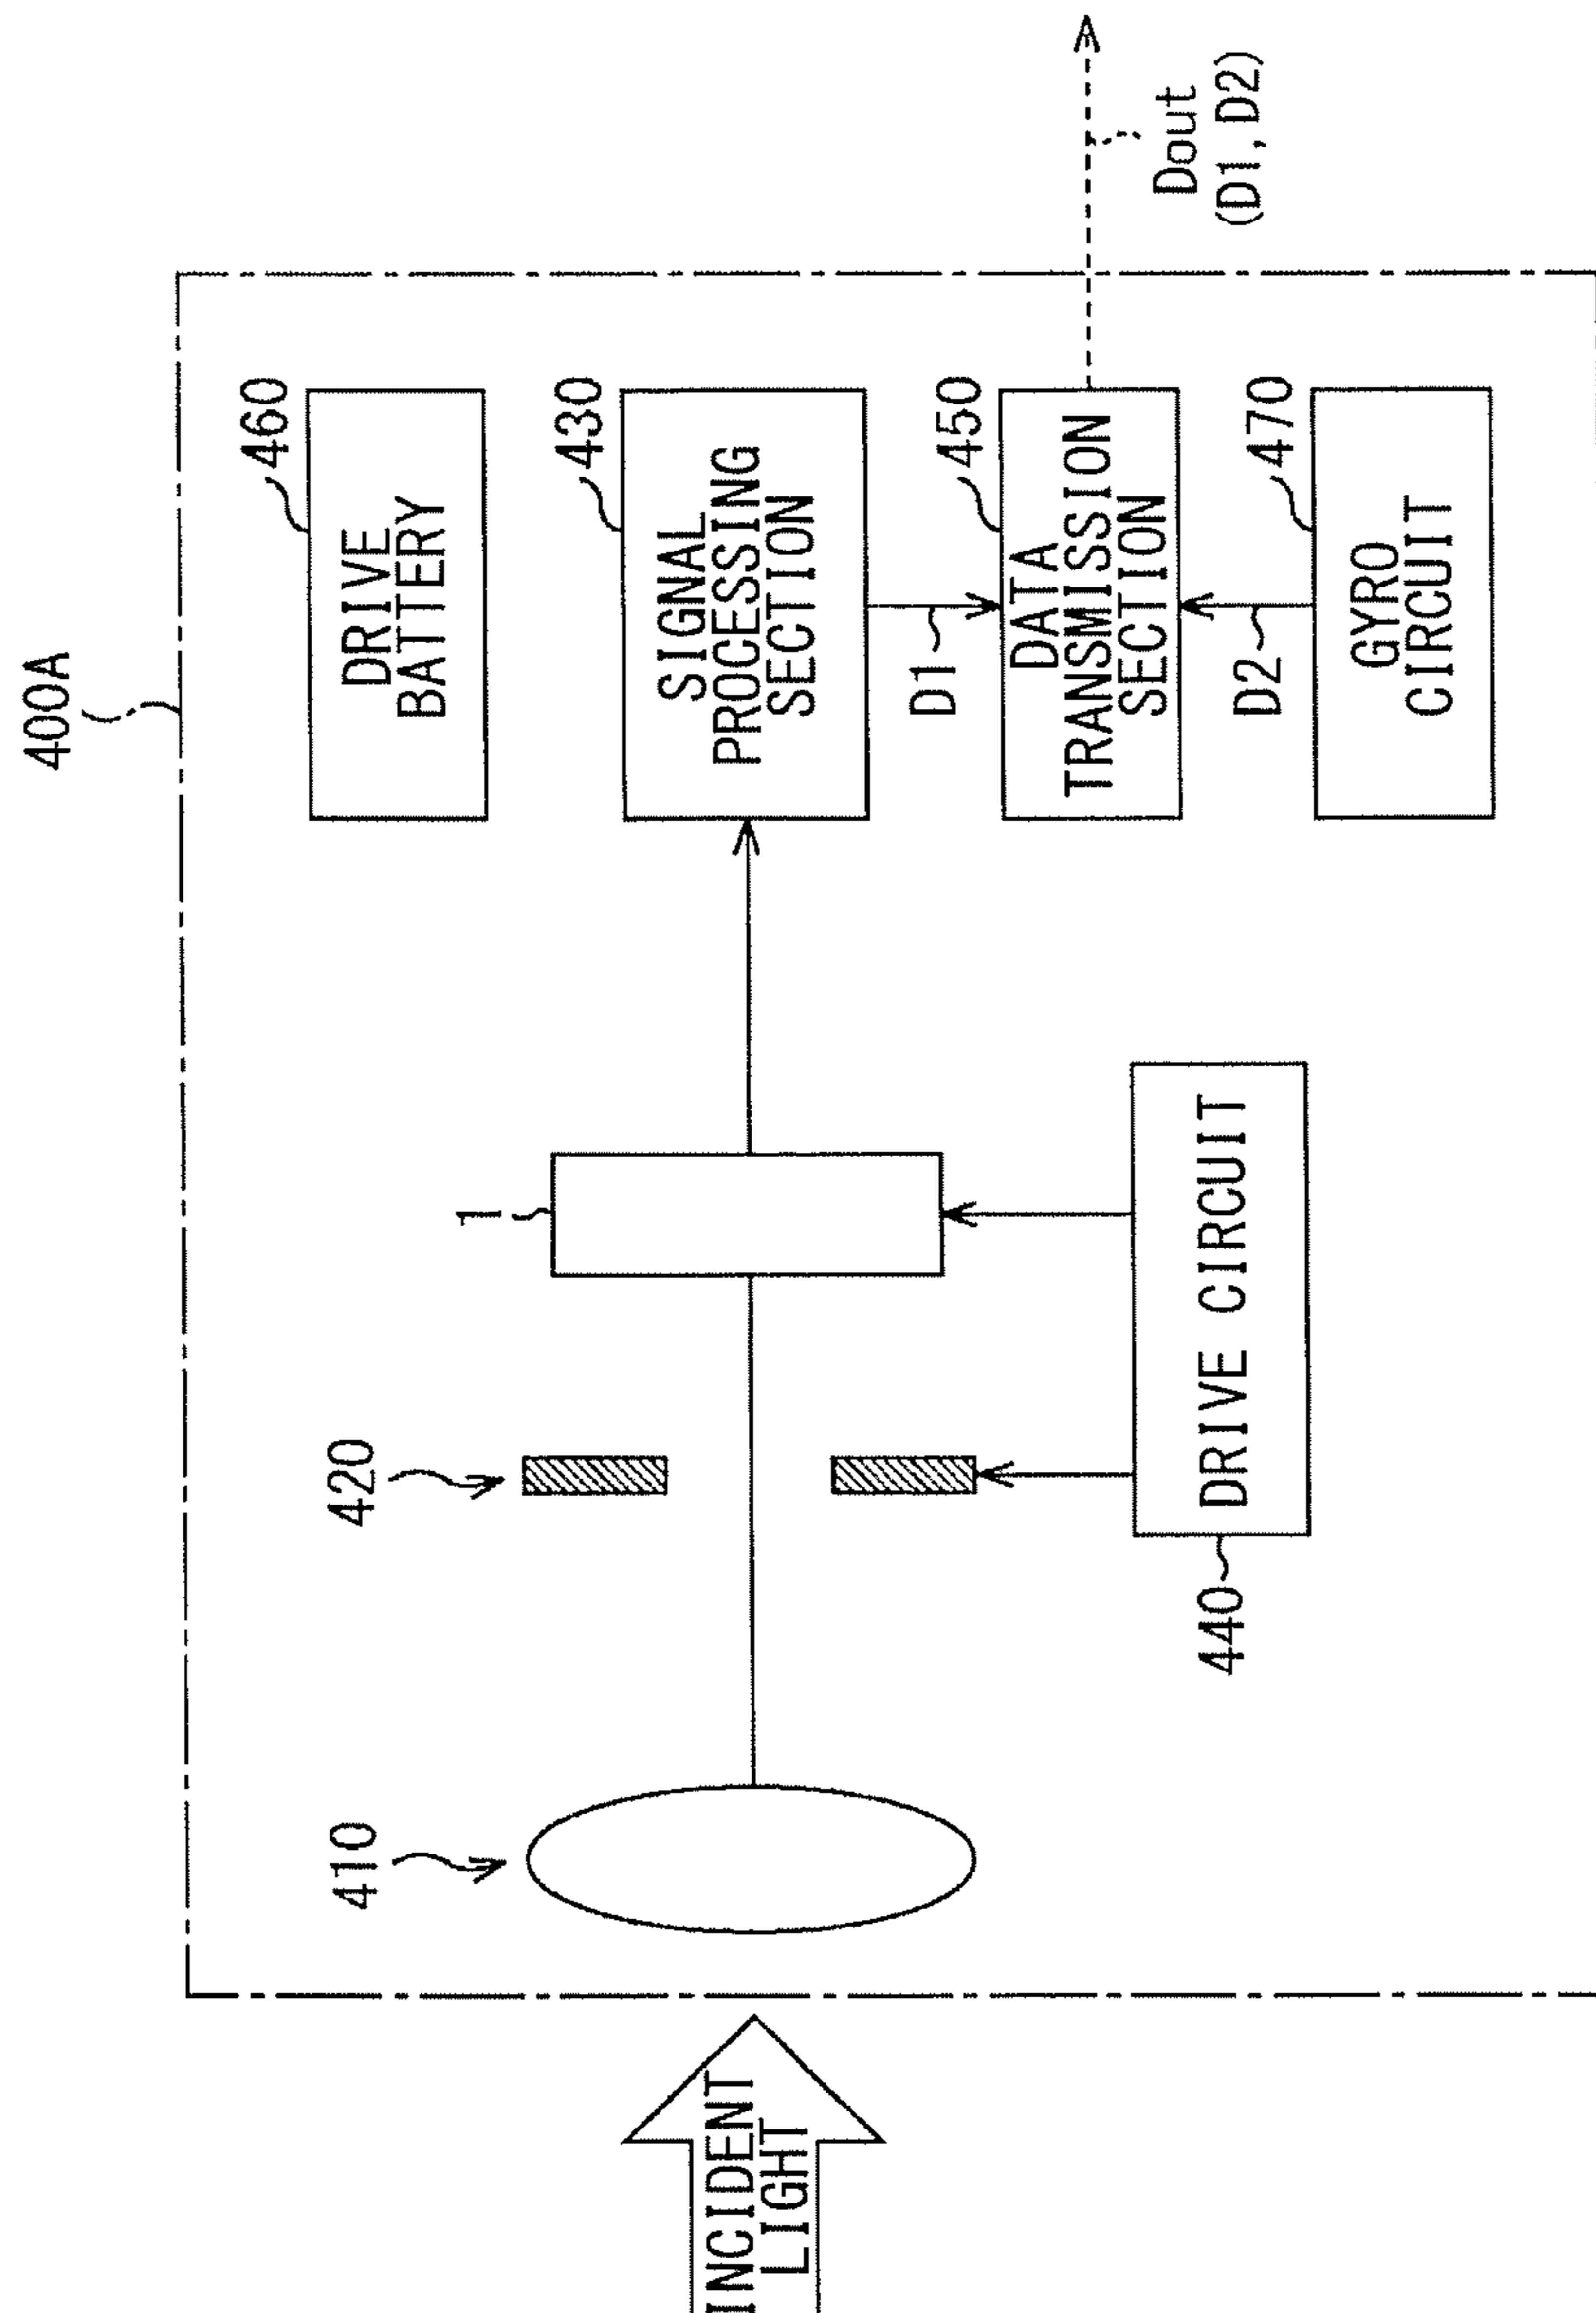 400A
460
DRIVE
BATTERY
430
SIGNAL
PROCESSING
SECTION
D1
450
DATA
TRANSMISSION
SECTION
D2
470
GYRO
CIRCUIT
Dout
(D1, D2)
1
420
410
440
DRIVE CIRCUIT
INCIDENT
LIGHT